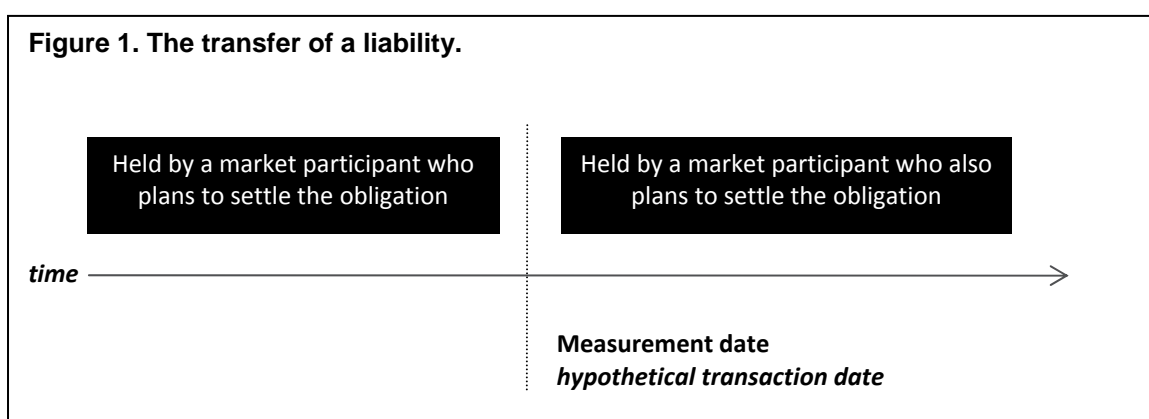 Figure 1. The transfer of a liability.
Held by a market participant who
plans to settle the obligation
Held by a market participant who also
plans to settle the obligation
time
Measurement date
hypothetical transaction date